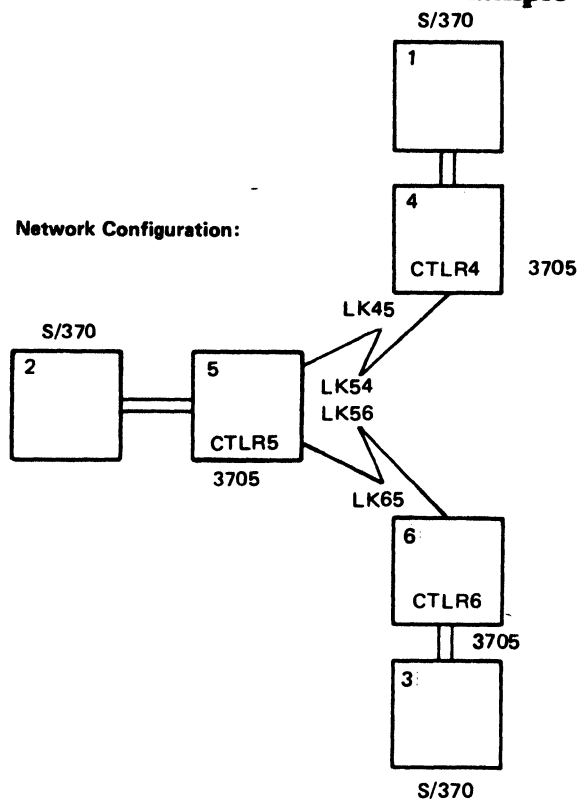 S/370
1
4
Network Configuration:
CTLR4
3705
LK45
S/370
2
5
LK54
LK56
CTLR5
3705
LK65
6
CTLR6
3705
3
S/370